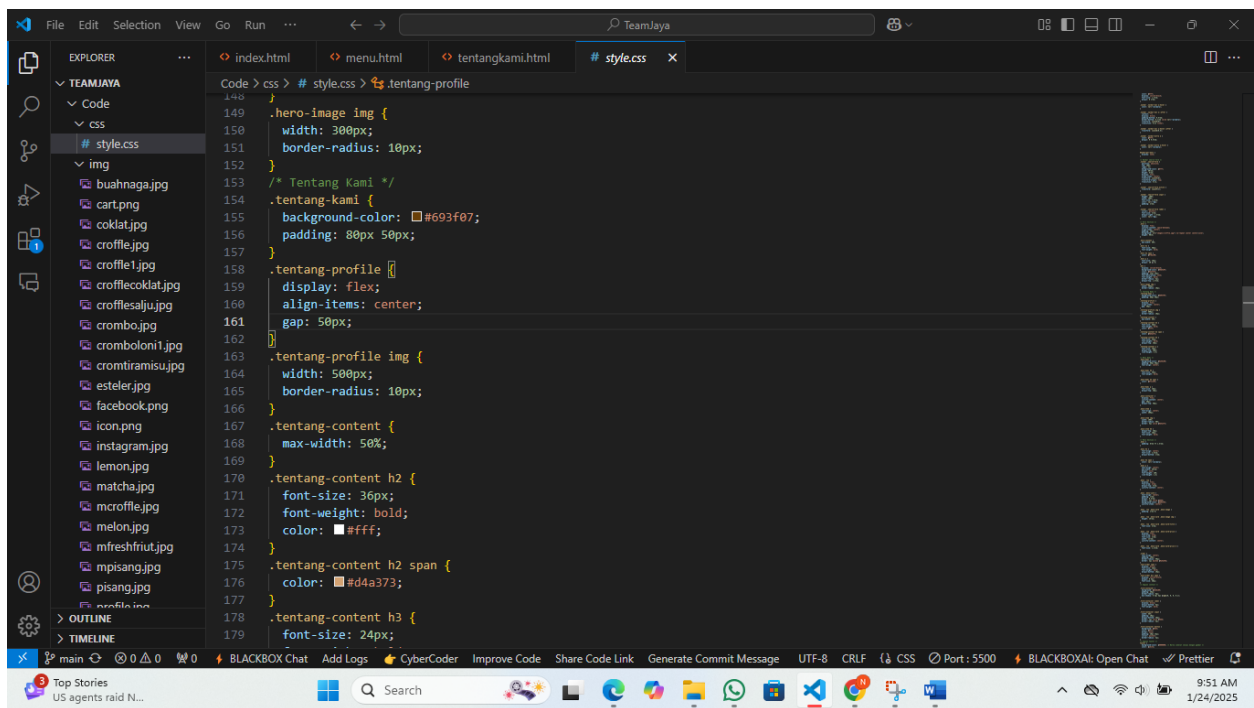 File Edit Selection View Go Run ··· ← → TeamJaya
EXPLORER ···
index.html menu.html tentangkami.html # style.css ×
TEAMJAYA
Code > css > # style.css > .tentang-profile
Code
css
# style.css
img
buahnaga.jpg
cart.png
coklat.jpg
croffle.jpg
croffle1.jpg
crofflecoklat.jpg
crofflesalju.jpg
crombo.jpg
cromboloni1.jpg
cromtiramisu.jpg
esteler.jpg
facebook.png
icon.png
instagram.jpg
lemon.jpg
matcha.jpg
mcroffle.jpg
melon.jpg
mfreshfriut.jpg
mpisang.jpg
pisang.jpg
OUTLINE
TIMELINE
148 }
149 .hero-image img {
150 width: 300px;
151 border-radius: 10px;
152 }
153 /* Tentang Kami */
154 .tentang-kami {
155 background-color: #693f07;
156 padding: 80px 50px;
157 }
158 .tentang-profile {
159 display: flex;
160 align-items: center;
161 gap: 50px;
162 }
163 .tentang-profile img {
164 width: 500px;
165 border-radius: 10px;
166 }
167 .tentang-content {
168 max-width: 50%;
169 }
170 .tentang-content h2 {
171 font-size: 36px;
172 font-weight: bold;
173 color: #fff;
174 }
175 .tentang-content h2 span {
176 color: #d4a373;
177 }
178 .tentang-content h3 {
179 font-size: 24px;
main 0 0 0 BLACKBOX Chat Add Logs CyberCoder Improve Code Share Code Link Generate Commit Message UTF-8 CRLF {} CSS Port : 5500 BLACKBOXAI: Open Chat Prettier
3 Top Stories
US agents raid N...
Search
9:51 AM
1/24/2025